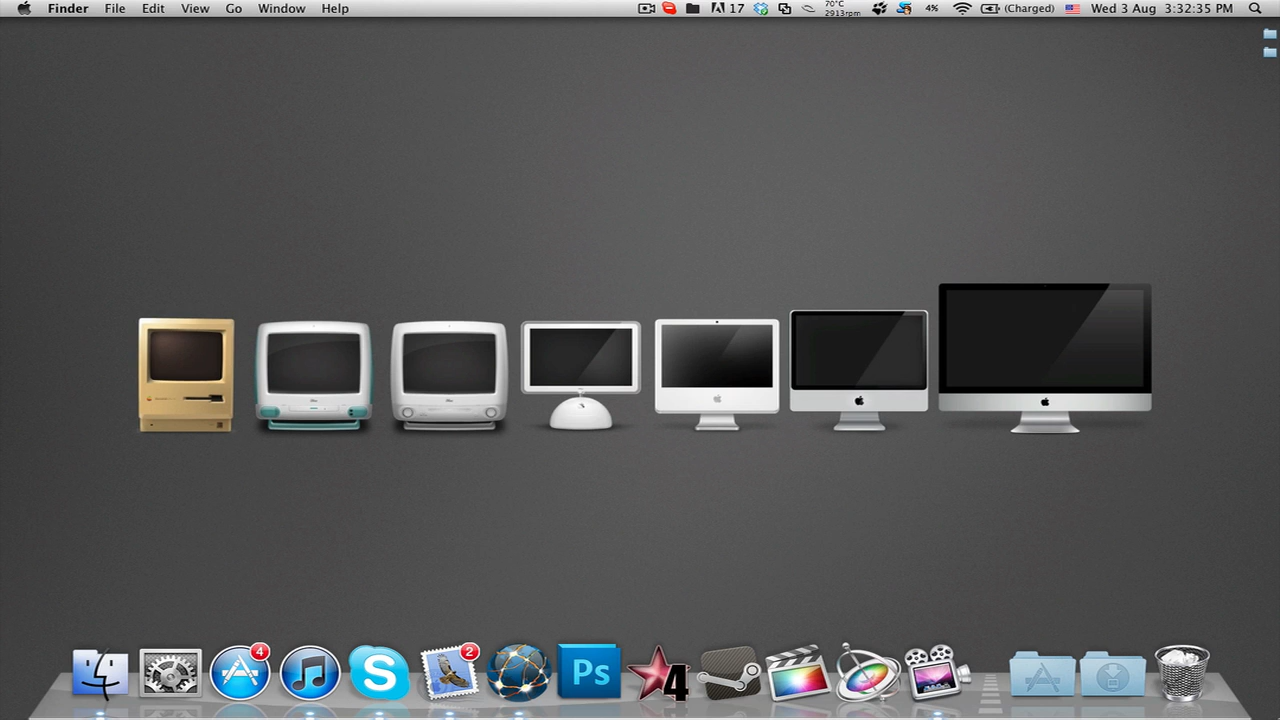 Finder File Edit View Go Window Help 17 70°C 2913rpm 4% (Charged) Wed 3 Aug 3:32:35 PM
4
2
S
Ps
4